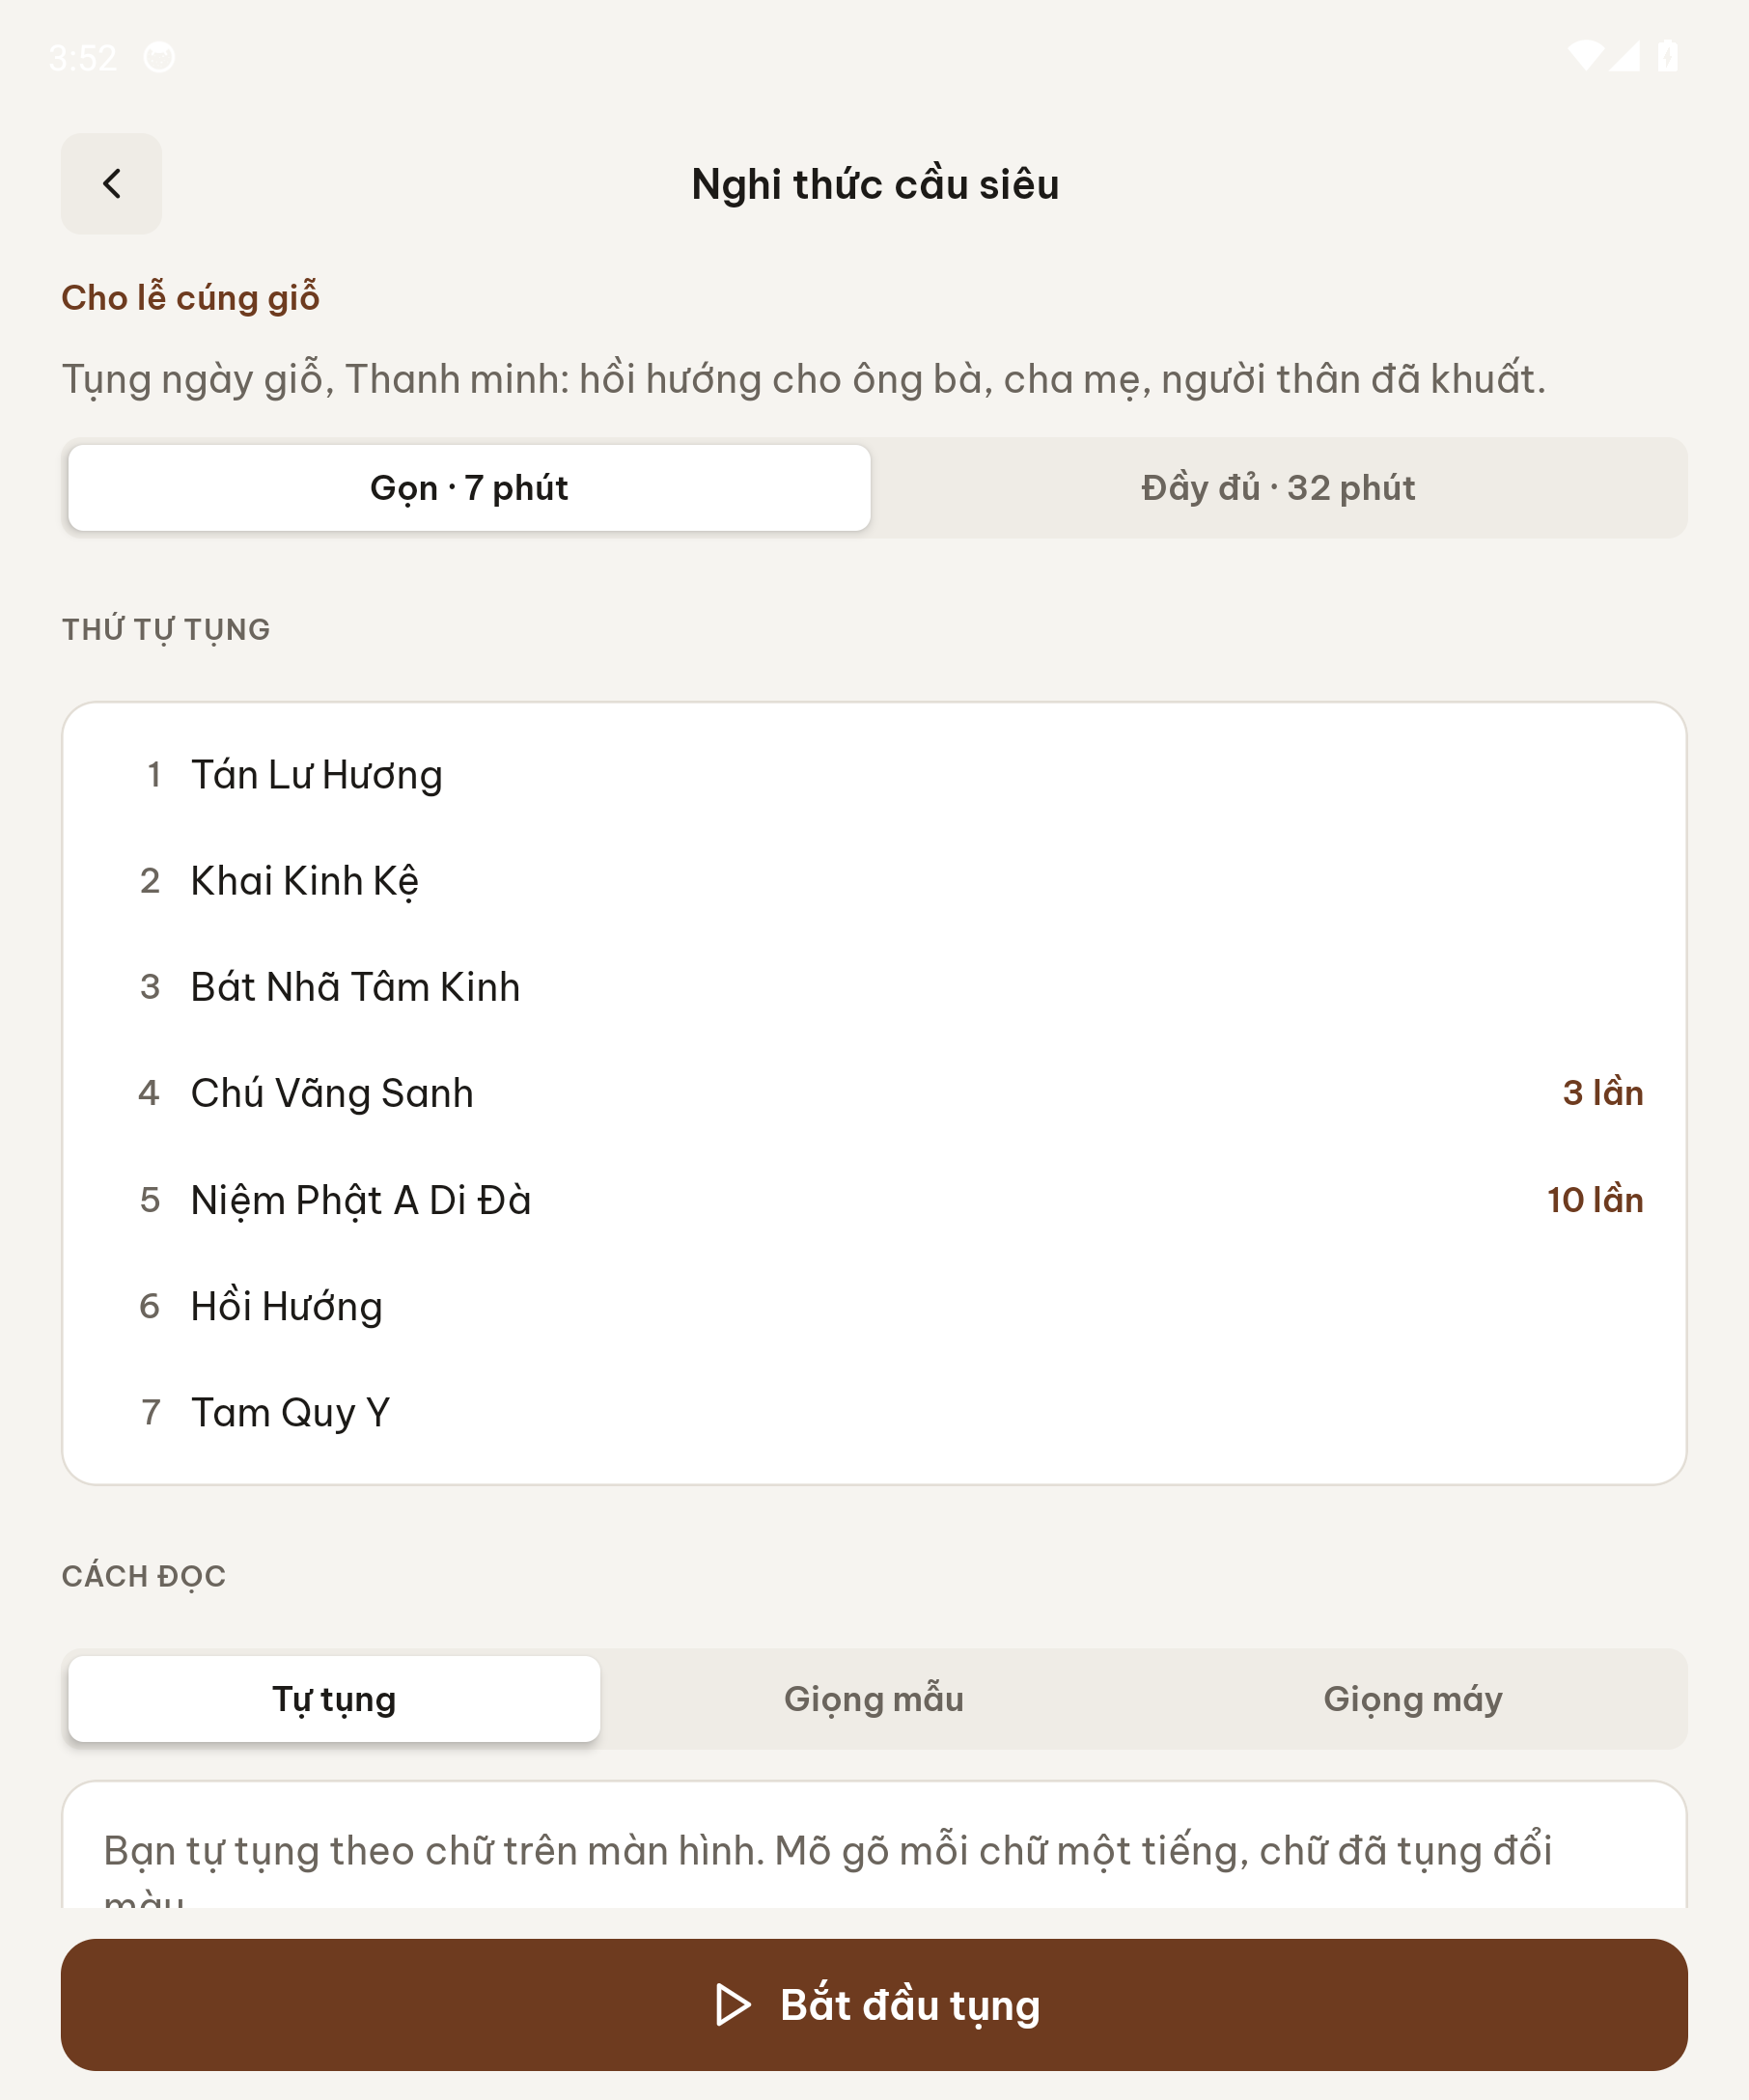 3:52
Nghi thức cầu siêu
Cho lễ cúng giỗ
Tụng ngày giỗ, Thanh minh: hồi hướng cho ông bà, cha mẹ, người thân đã khuất.
Gọn · 7 phút
Đầy đủ · 32 phút
THỨ TỰ TỤNG
1 Tán Lư Hương
2 Khai Kinh Kệ
3 Bát Nhã Tâm Kinh
4 Chú Vãng Sanh 3 lần
5 Niệm Phật A Di Đà 10 lần
6 Hồi Hướng
7 Tam Quy Y
CÁCH ĐỌC
Tự tụng
Giọng mẫu
Giọng máy
Bạn tự tụng theo chữ trên màn hình. Mõ gõ mỗi chữ một tiếng, chữ đã tụng đổi
màu
Bắt đầu tụng